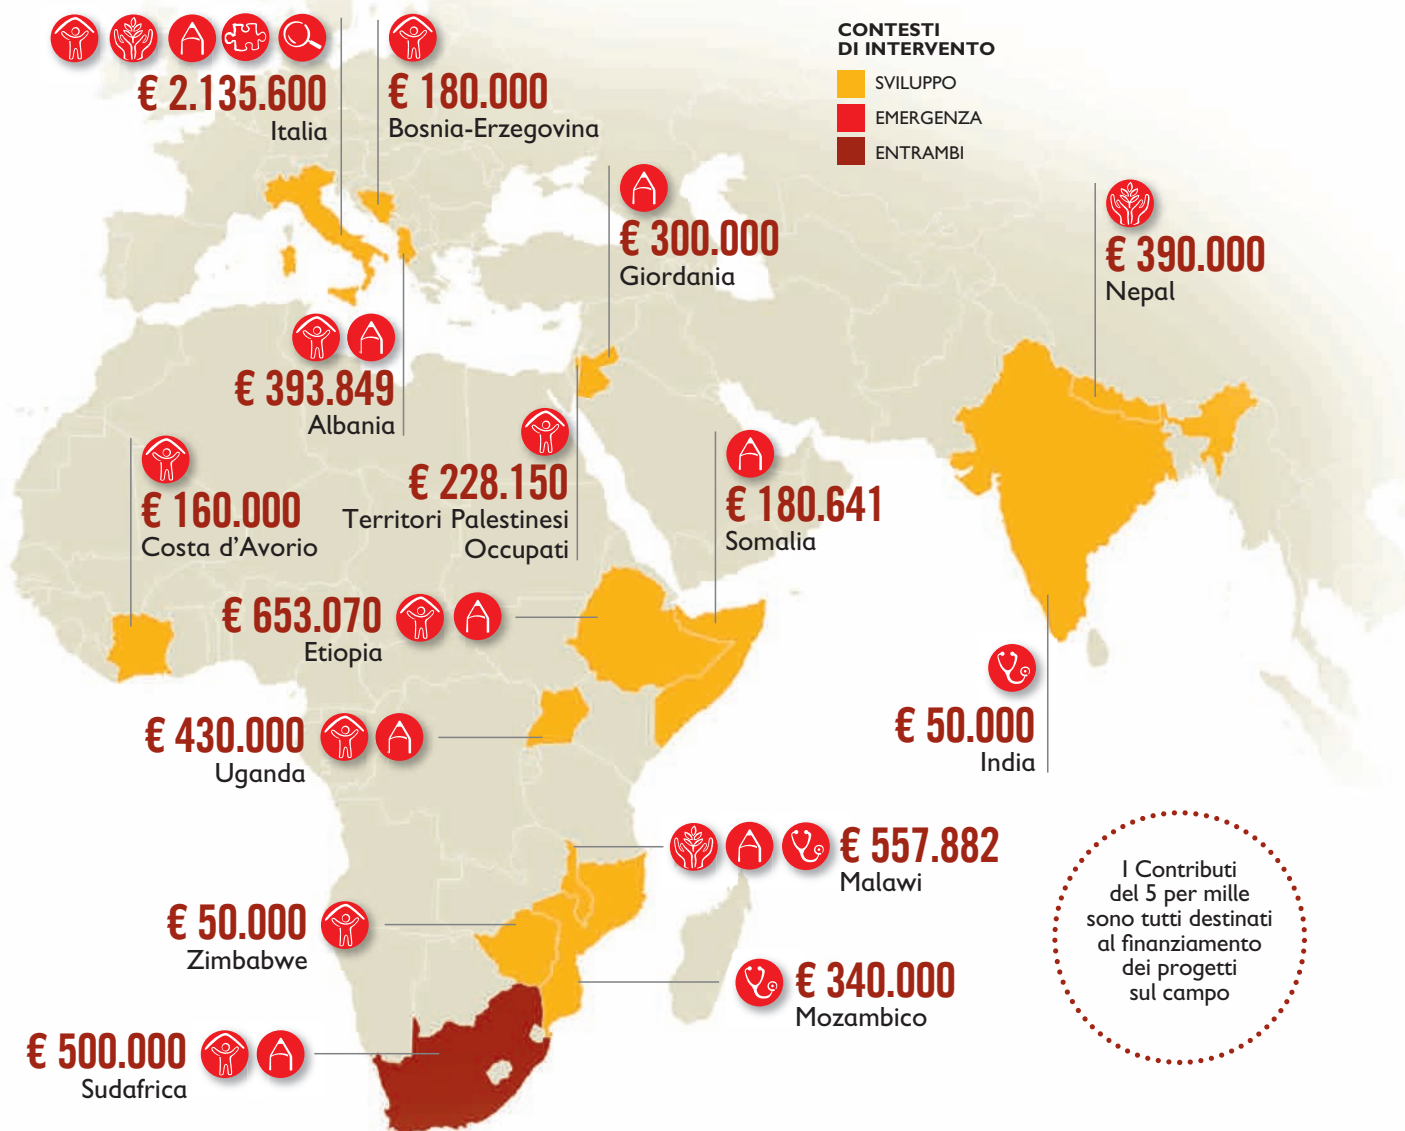 € 2.135.600
Italia
€ 180.000
Bosnia-Erzegovina
CONTESTI
DI INTERVENTO
SVILUPPO
EMERGENZA
ENTRAMBI
€ 300.000
Giordania
€ 390.000
Nepal
€ 393.849
Albania
€ 160.000
Costa d'Avorio
€ 228.150
Territori Palestinesi
Occupati
€ 180.641
Somalia
€ 653.070
Etiopia
€ 430.000
Uganda
€ 50.000
India
€ 557.882
Malawi
€ 50.000
Zimbabwe
€ 340.000
Mozambico
€ 500.000
Sudafrica
I Contributi
del 5 per mille
sono tutti destinati
al finanziamento
dei progetti
sul campo